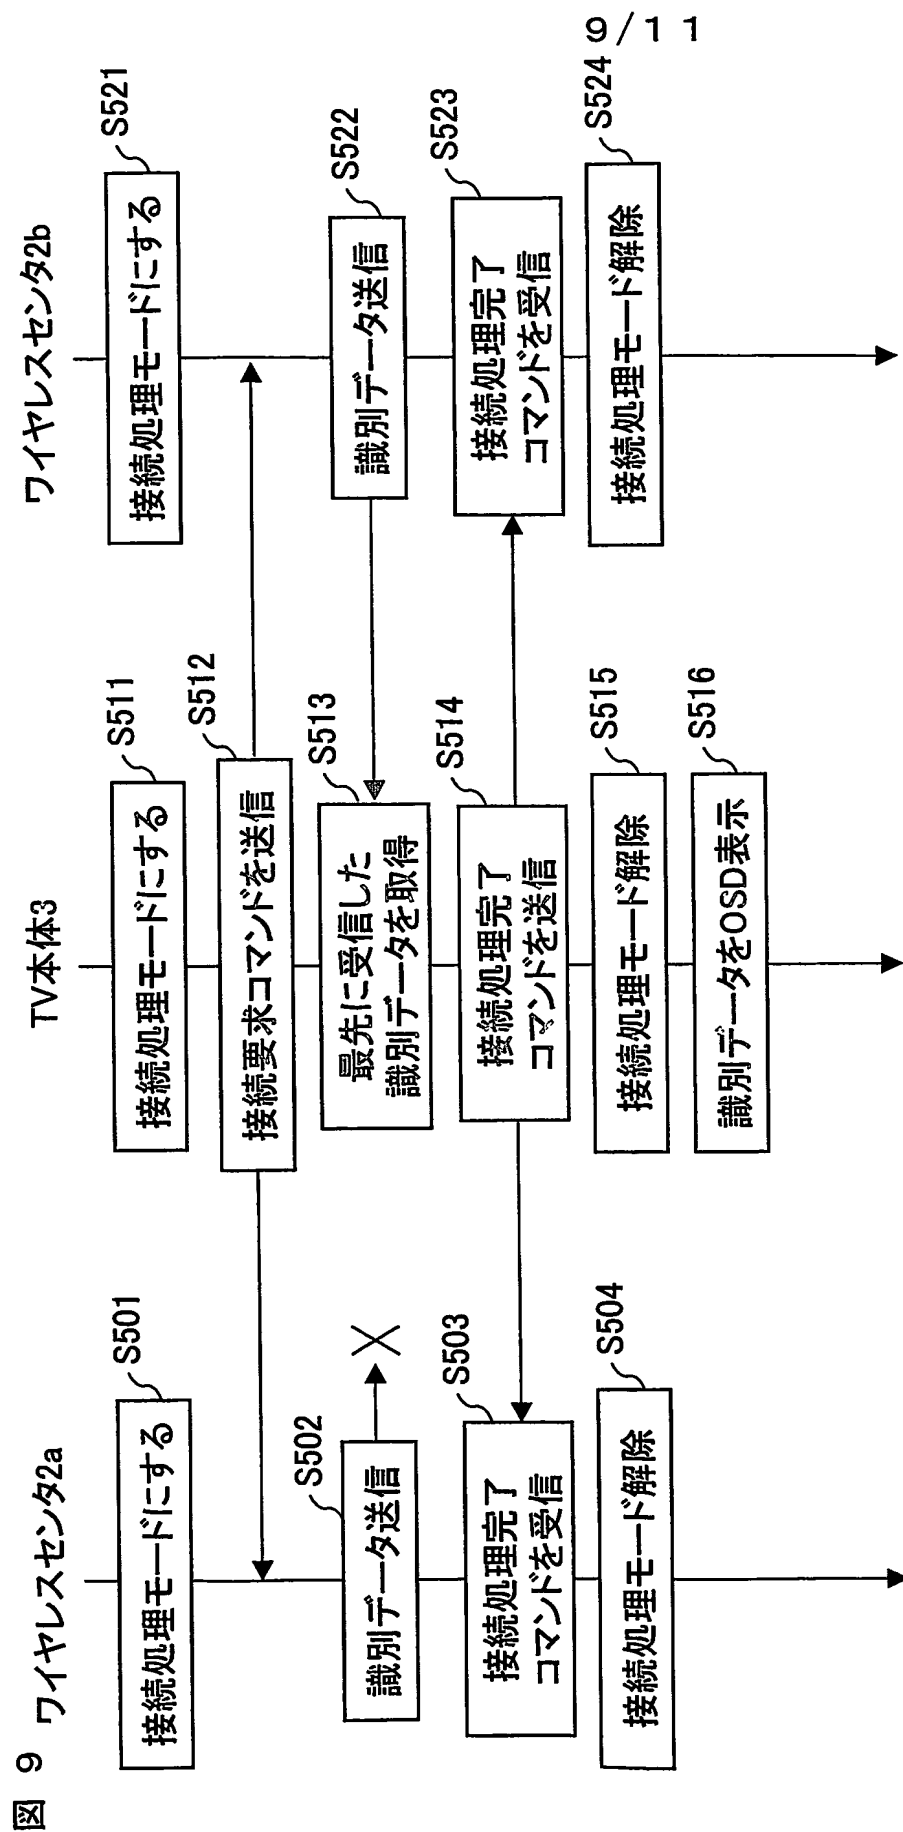 9/11
図 9
ワイヤレスセンタ2a
TV本体3
ワイヤレスセンタ2b
S501
接続処理モードにする
S511
接続処理モードにする
S521
接続処理モードにする
S512
接続要求コマンドを送信
S502
識別データ送信
S513
最先に受信した
識別データを取得
S522
識別データ送信
S503
接続処理完了
コマンドを受信
S514
接続処理完了
コマンドを送信
S523
接続処理完了
コマンドを受信
S504
接続処理モード解除
S515
接続処理モード解除
S524
接続処理モード解除
S516
識別データをOSD表示